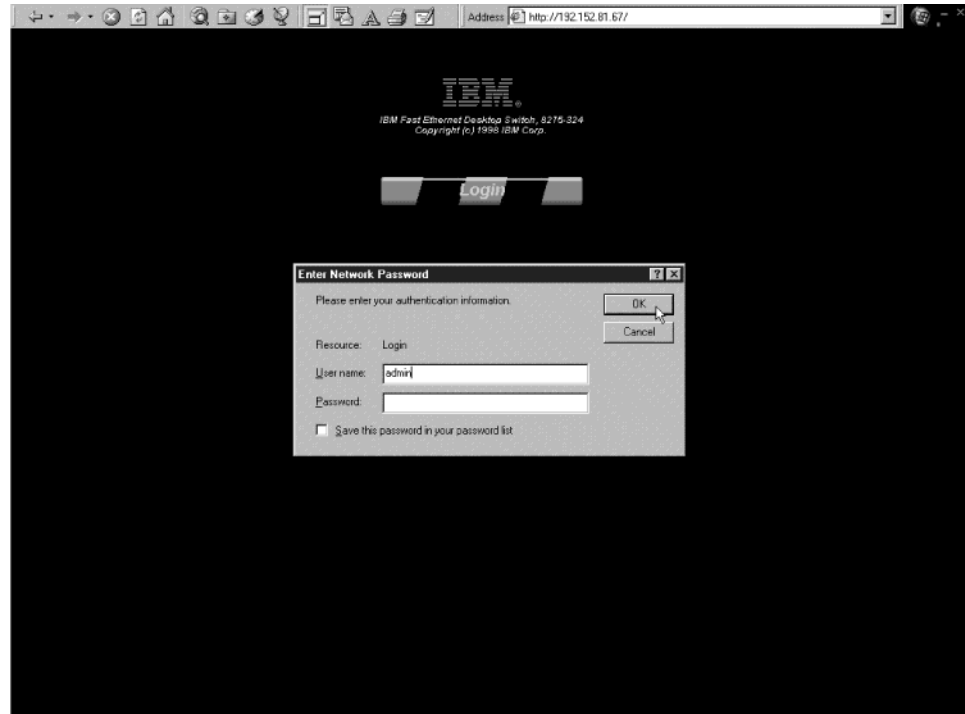 Address http://192.152.81.67/
IBM®
IBM Fast Ethernet Desktop Switch, 8275-324
Copyright (c) 1998 IBM Corp.
Login
Enter Network Password
Please enter your authentication information.
OK
Cancel
Resource: Login
User name: admin
Password:
Save this password in your password list